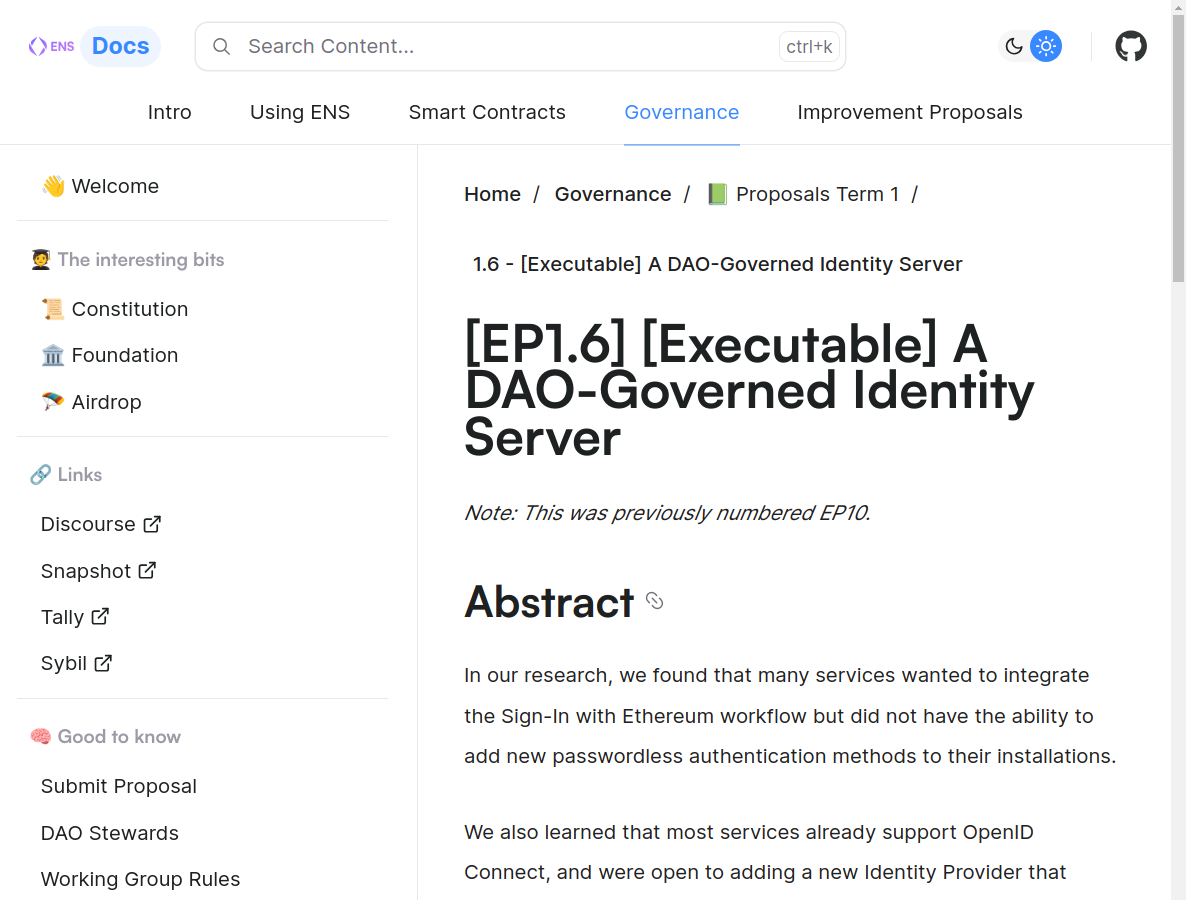 ENS Docs
Search Content...
ctrl+k
Intro
Using ENS
Smart Contracts
Governance
Improvement Proposals
👋 Welcome
🧑‍🎓 The interesting bits
📜 Constitution
🏛️ Foundation
🪂 Airdrop
🔗 Links
Discourse
Snapshot
Tally
Sybil
🧠 Good to know
Submit Proposal
DAO Stewards
Working Group Rules
Home / Governance / 📗 Proposals Term 1 /
1.6 - [Executable] A DAO-Governed Identity Server
[EP1.6] [Executable] A
DAO-Governed Identity
Server
Note: This was previously numbered EP10.
Abstract
In our research, we found that many services wanted to integrate
the Sign-In with Ethereum workflow but did not have the ability to
add new passwordless authentication methods to their installations.
We also learned that most services already support OpenID
Connect, and were open to adding a new Identity Provider that